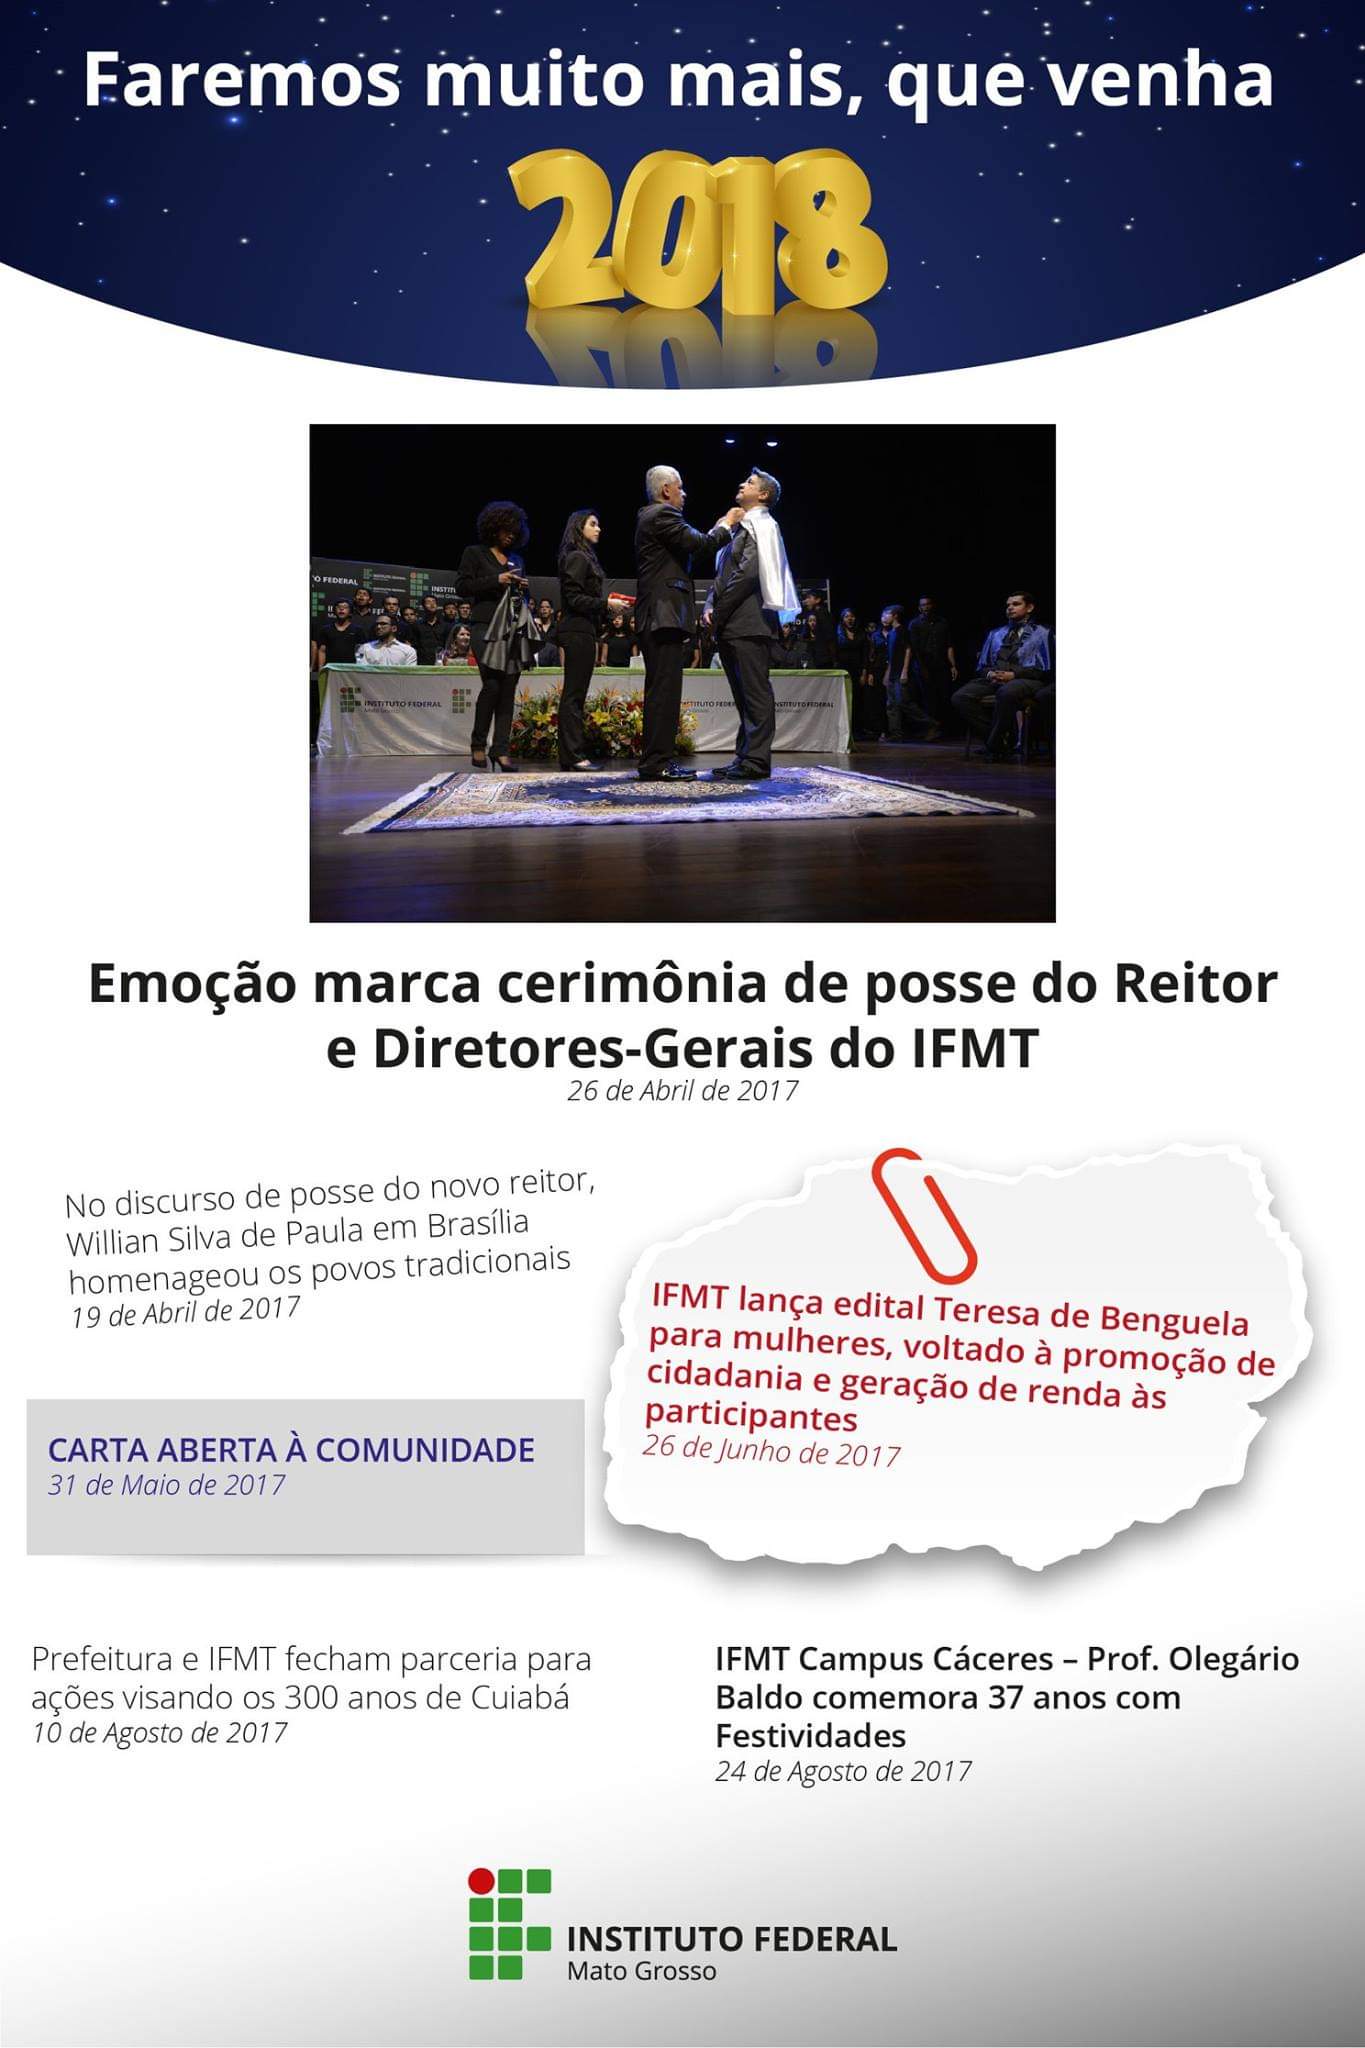 Faremos muito mais, que venha
2018
O FEDERAL
INSTITUTO FEDERAL
INSTITUTO FEDERAL
Emoção marca cerimônia de posse do Reitor
e Diretores-Gerais do IFMT
26 de Abril de 2017
No discurso de posse do novo reitor,
Willian Silva de Paula em Brasília
homenageou os povos tradicionais
19 de Abril de 2017
IFMT lança edital Teresa de Benguela
para mulheres, voltado à promoção de
cidadania e geração de renda às
participantes
26 de Junho de 2017
CARTA ABERTA À COMUNIDADE
31 de Maio de 2017
Prefeitura e IFMT fecham parceria para
ações visando os 300 anos de Cuiabá
10 de Agosto de 2017
IFMT Campus Cáceres – Prof. Olegário
Baldo comemora 37 anos com
Festividades
24 de Agosto de 2017
INSTITUTO FEDERAL
Mato Grosso